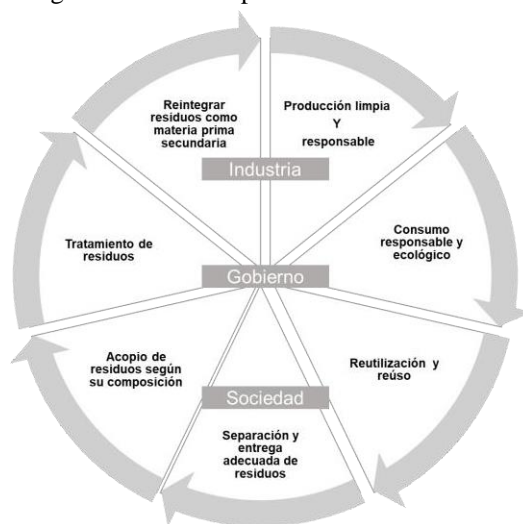 Reintegrar
residuos como
materia prima
secundaria
Producción limpia
Y
responsable
Industria
Consumo
responsable y
ecológico
Tratamiento de
residuos
Gobierno
Reutilización y
reúso
Acopio de
residuos según
su composición
Sociedad
Separación y
entrega
adecuada de
residuos